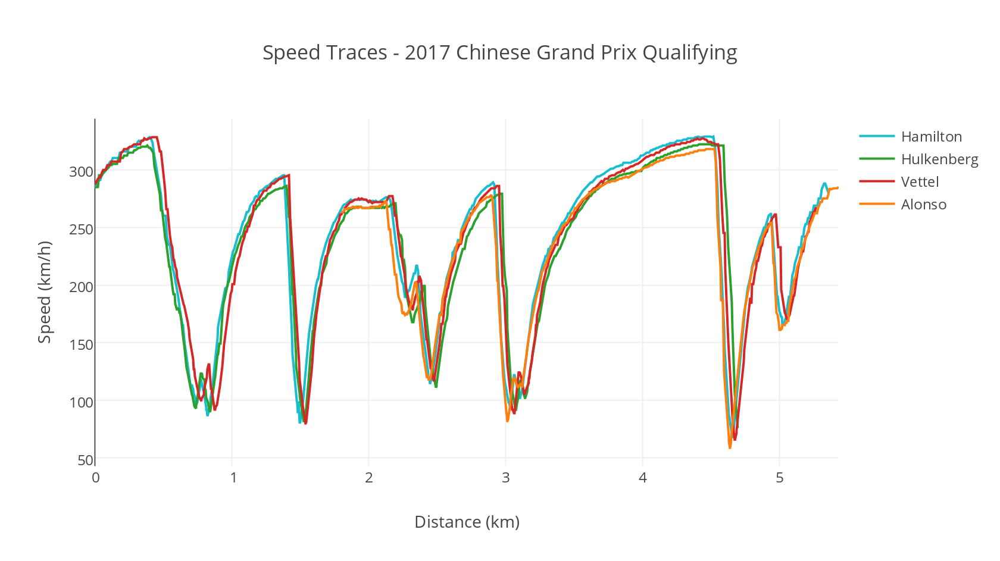 Speed Traces - 2017 Chinese Grand Prix Qualifying
Hamilton
Hulkenberg
Vettel
Alonso
300
250
200
150
100
50
Speed (km/h)
0 1 2 3 4 5
Distance (km)